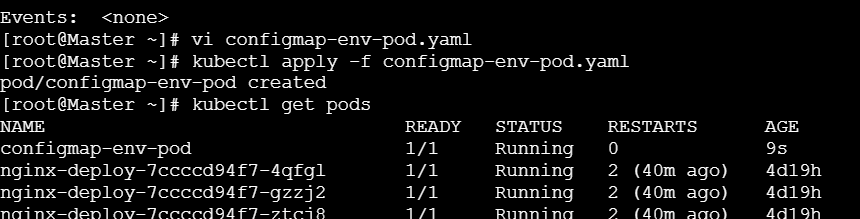 Events:  <none>
[root@Master ~]# vi configmap-env-pod.yaml
[root@Master ~]# kubectl apply -f configmap-env-pod.yaml
pod/configmap-env-pod created
[root@Master ~]# kubectl get pods
NAME                            READY   STATUS    RESTARTS      AGE
configmap-env-pod               1/1     Running   0             9s
nginx-deploy-7ccccd94f7-4qfgl   1/1     Running   2 (40m ago)   4d19h
nginx-deploy-7ccccd94f7-gzzj2   1/1     Running   2 (40m ago)   4d19h
nginx-deploy-7ccccd94f7-ztcj8   1/1     Running   2 (40m ago)   4d19h